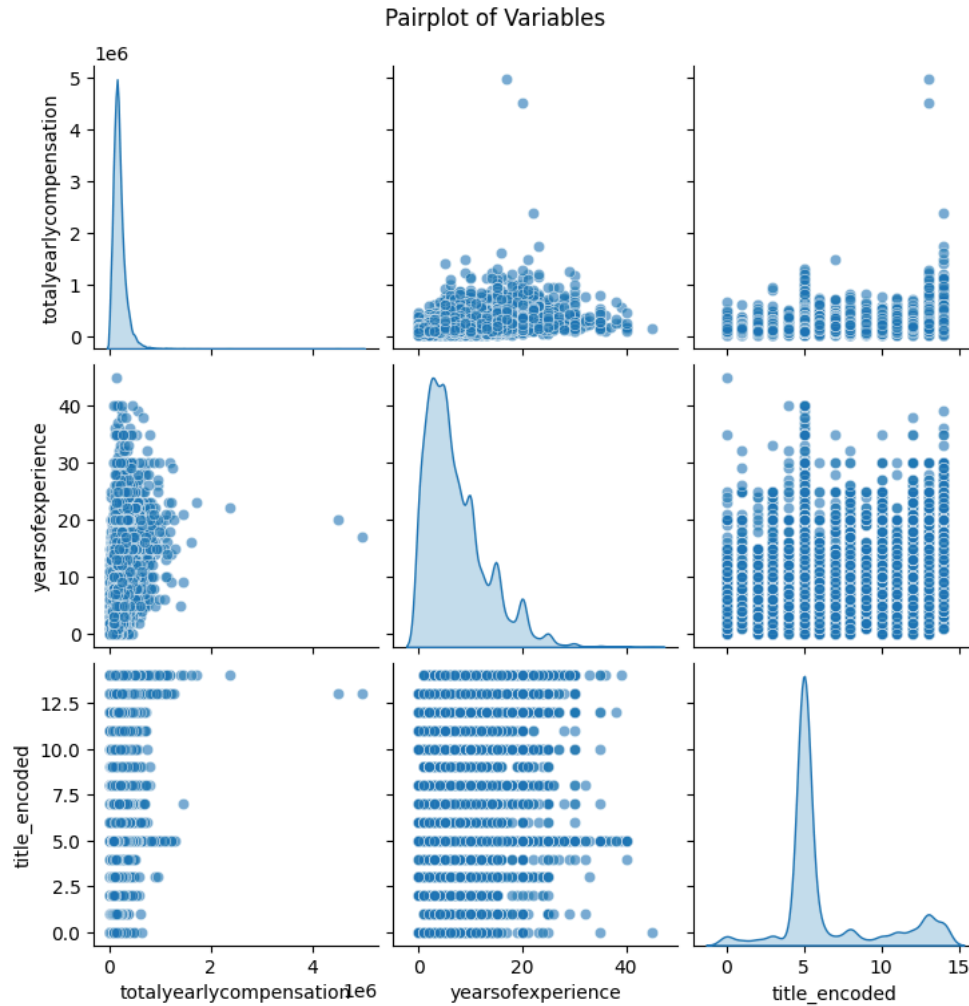 Pairplot of Variables
1e6
5
4
3
2
1
0
totalyearlycompensation
40
30
20
10
0
yearsofexperience
12.5
10.0
7.5
5.0
2.5
0.0
title_encoded
0 2 4
totalyearlycompensation 1e6
0 20 40
yearsofexperience
0 5 10 15
title_encoded